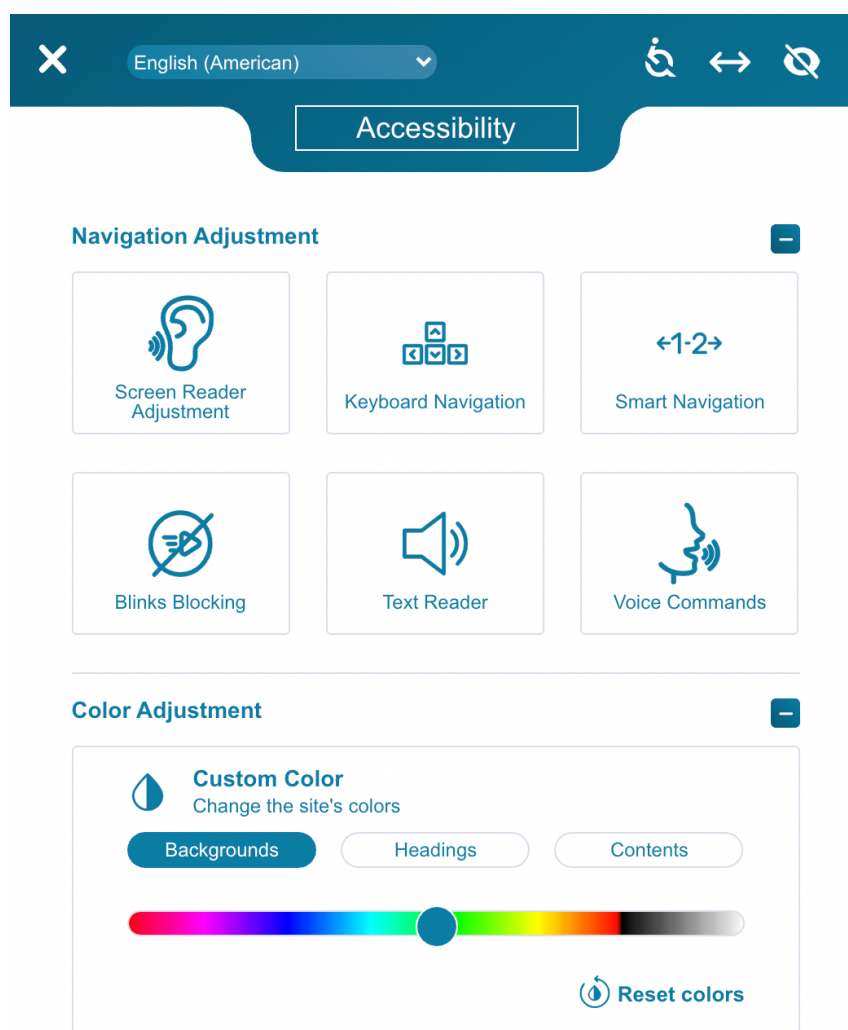 English (American)
Accessibility
Navigation Adjustment
Screen Reader
Adjustment
Keyboard Navigation
←1-2→
Smart Navigation
Blinks Blocking
Text Reader
Voice Commands
Color Adjustment
Custom Color
Change the site's colors
Backgrounds
Headings
Contents
Reset colors